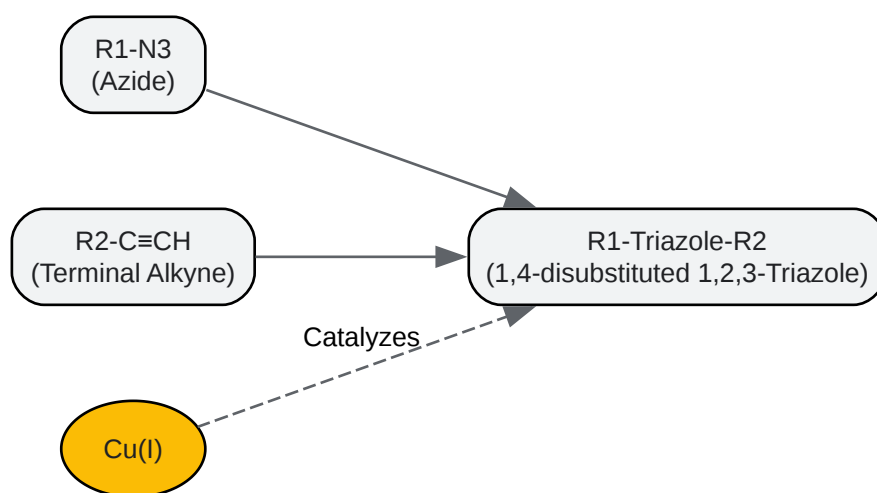 R1-N3
(Azide)
R2-C≡CH
(Terminal Alkyne)
R1-Triazole-R2
(1,4-disubstituted 1,2,3-Triazole)
Catalyzes
Cu(I)